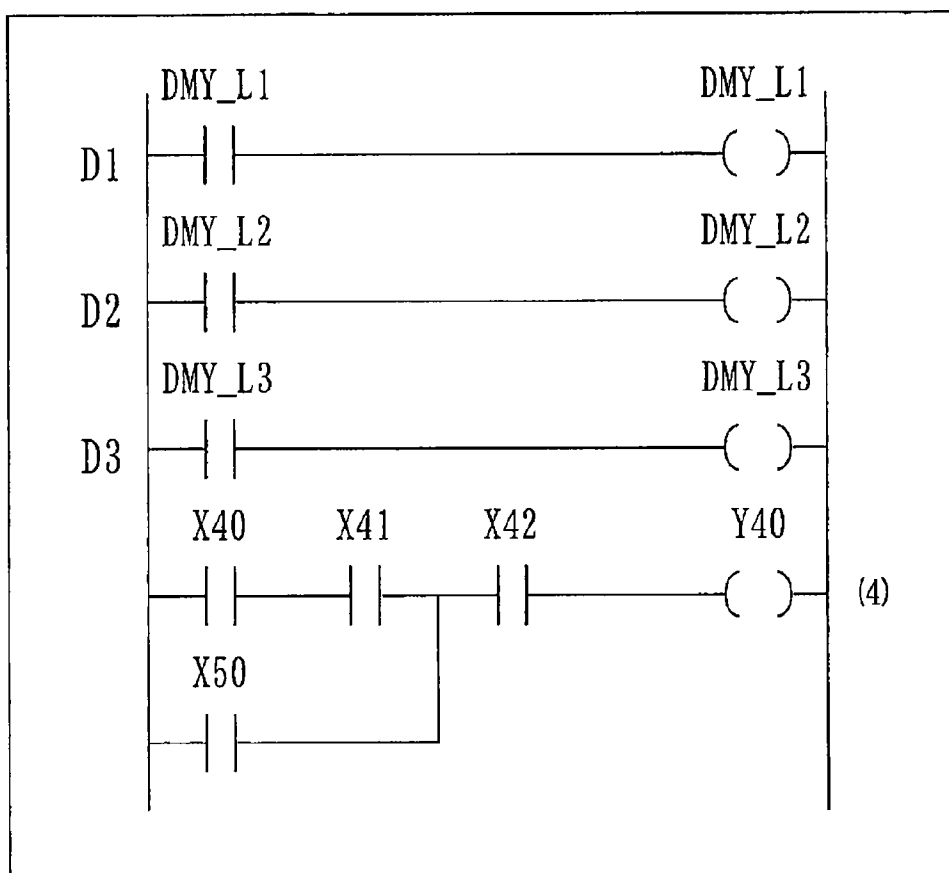 DMY_L1 DMY_L1
D1
DMY_L2 DMY_L2
D2
DMY_L3 DMY_L3
D3
X40 X41 X42 Y40
(4)
X50